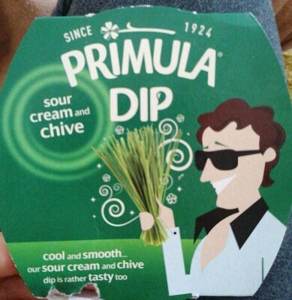 SINCE 1924
PRIMULA
DIP
sour
cream and
chive
cool and smooth...
our sour cream and chive
dip is rather tasty too